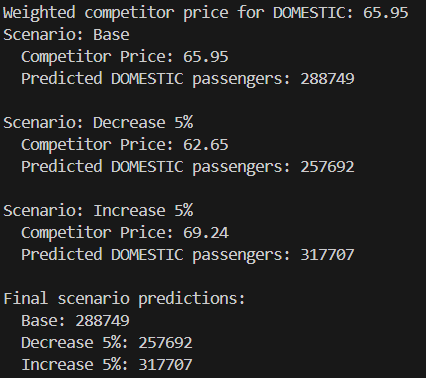 Weighted competitor price for DOMESTIC: 65.95
Scenario: Base
  Competitor Price: 65.95
  Predicted DOMESTIC passengers: 288749

Scenario: Decrease 5%
  Competitor Price: 62.65
  Predicted DOMESTIC passengers: 257692

Scenario: Increase 5%
  Competitor Price: 69.24
  Predicted DOMESTIC passengers: 317707

Final scenario predictions:
  Base: 288749
  Decrease 5%: 257692
  Increase 5%: 317707